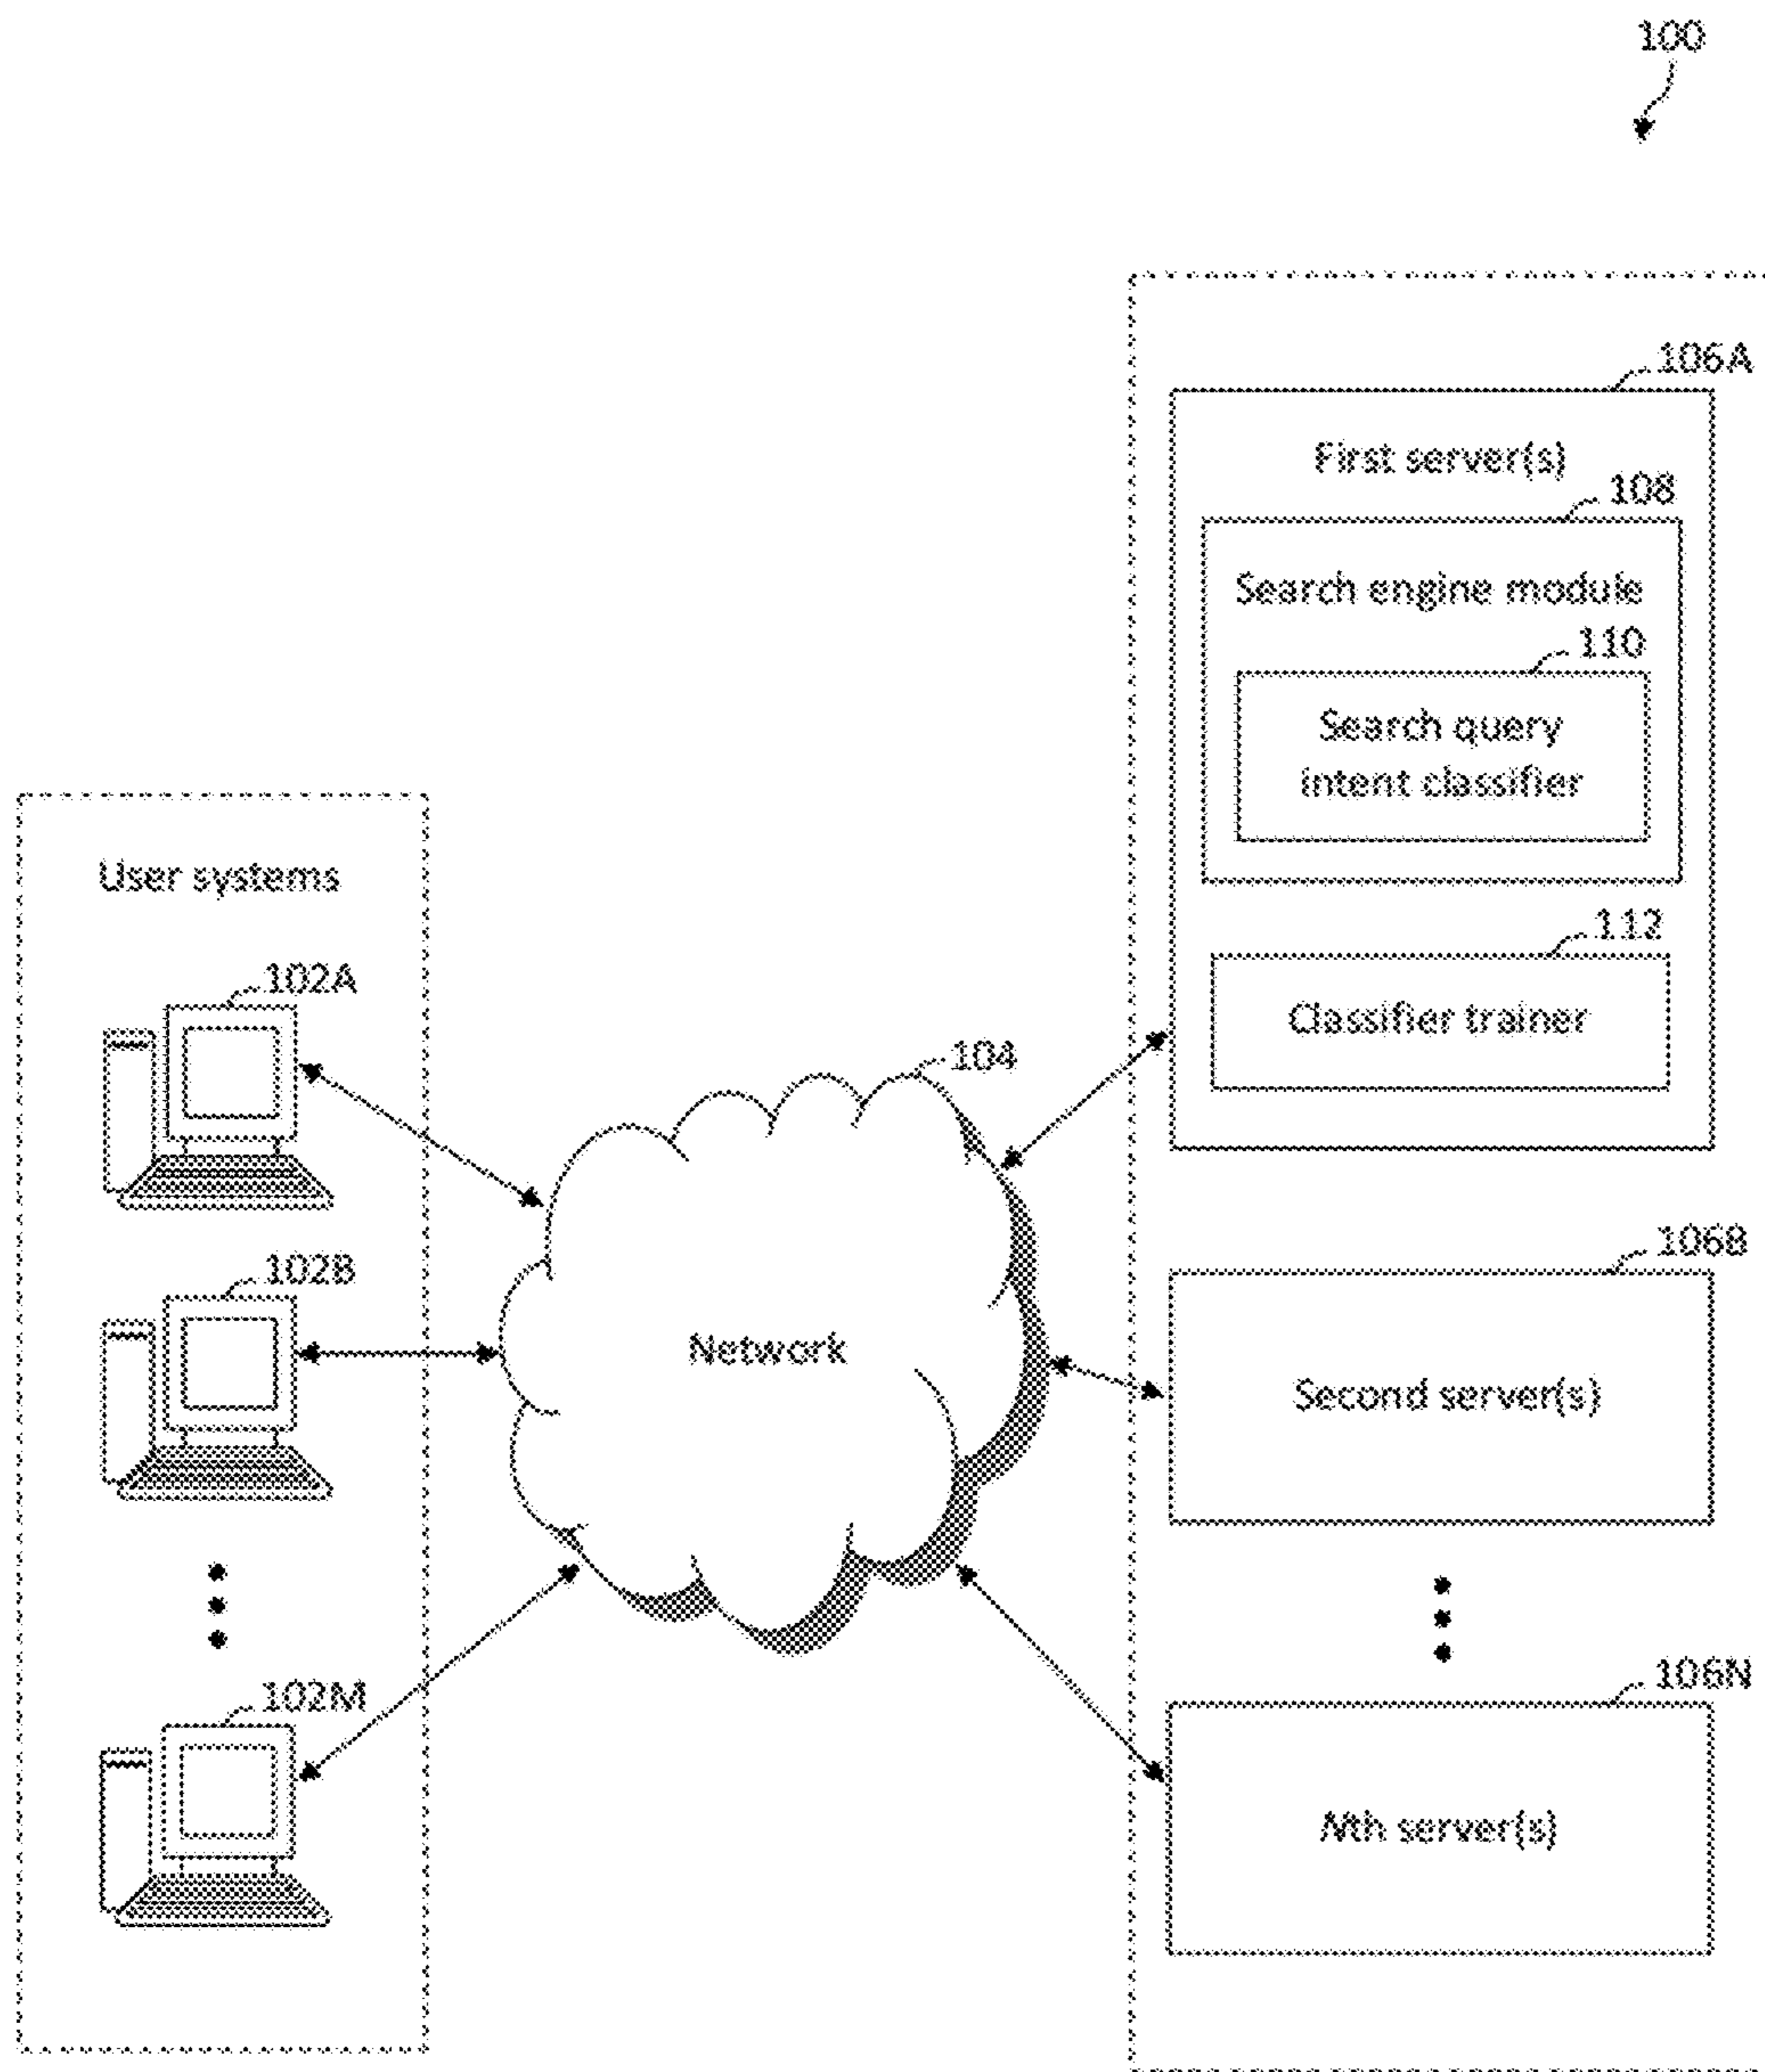 100
106A
First server(s)
108
Search engine module
110
Search query
intent classifier
112
Classifier trainer
User systems
102A
102B
102M
104
Network
106B
Second server(s)
106N
Nth server(s)